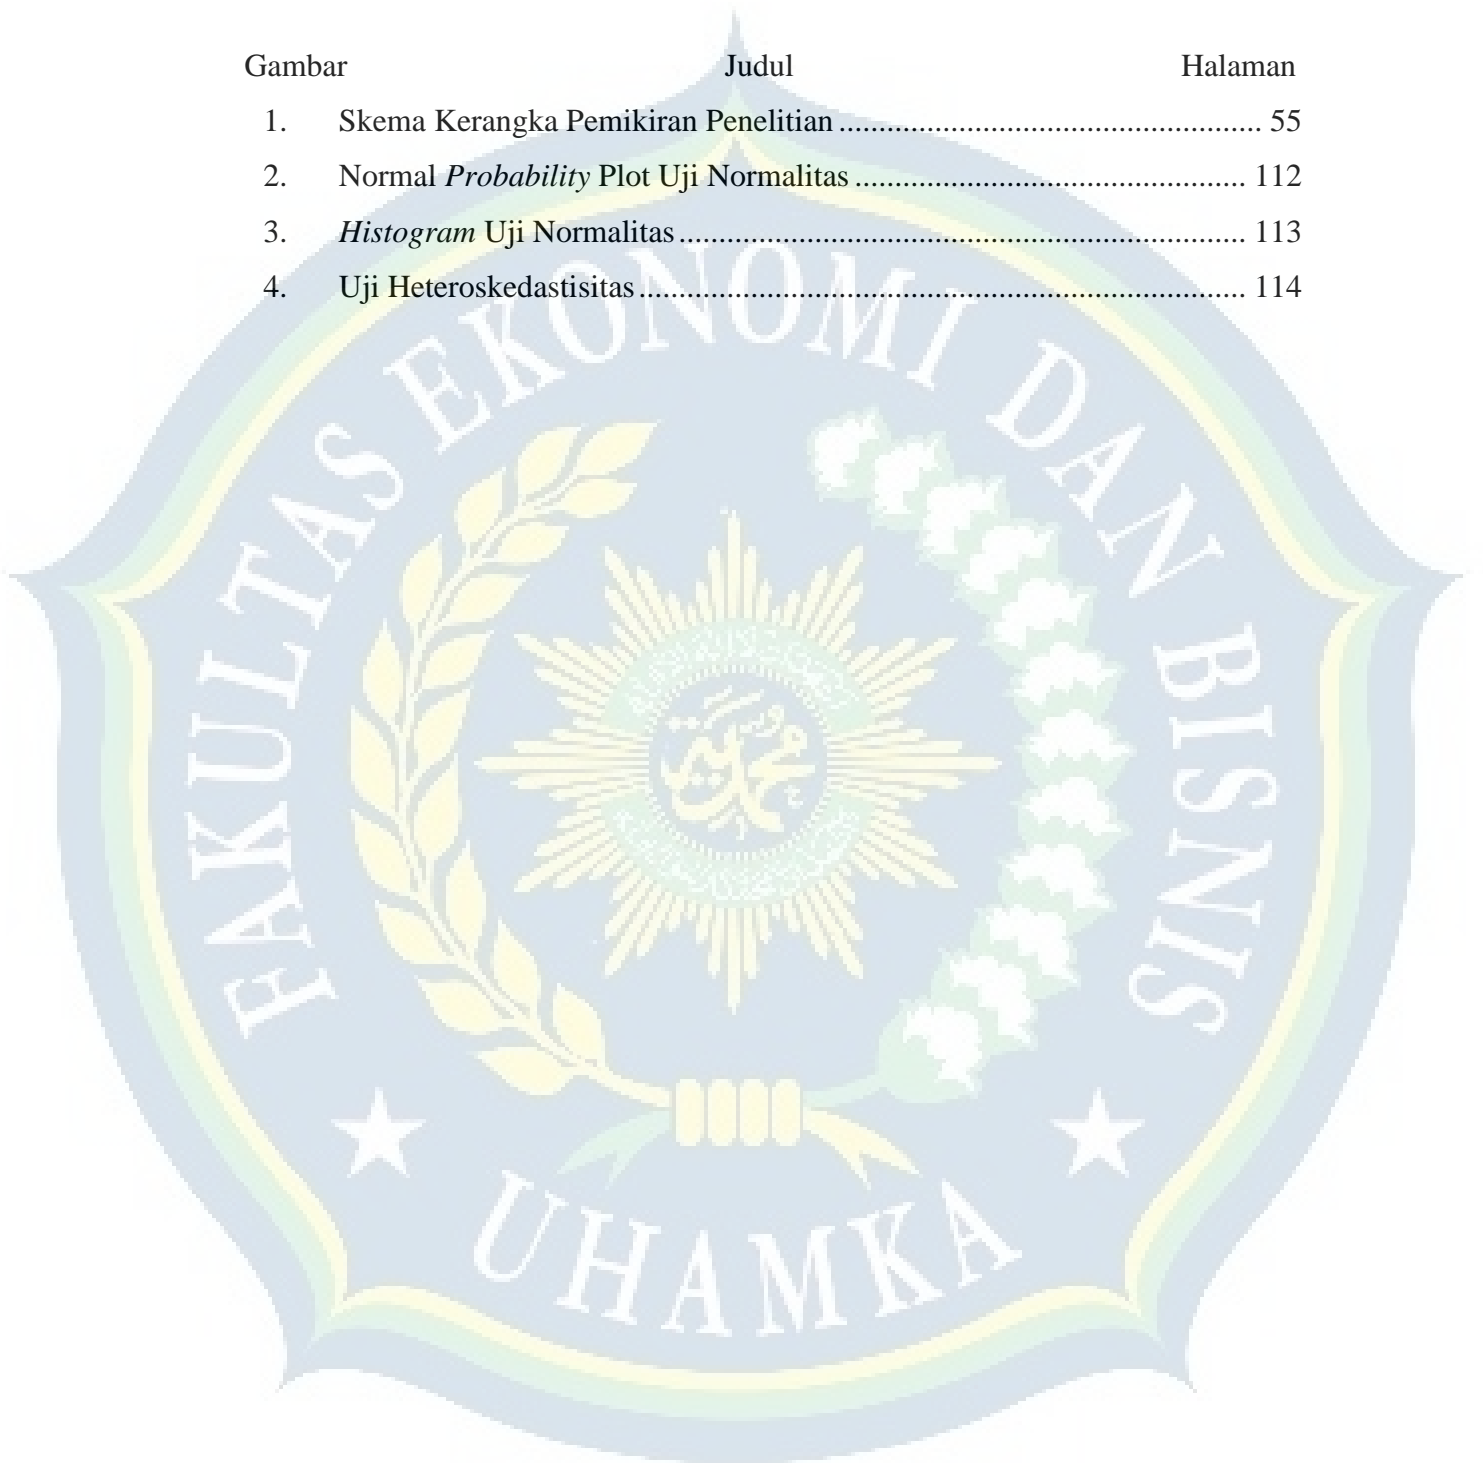 Gambar Judul Halaman
1. Skema Kerangka Pemikiran Penelitian .................................................... 55
2. Normal Probability Plot Uji Normalitas ................................................ 112
3. Histogram Uji Normalitas ..................................................................... 113
4. Uji Heteroskedastisitas .......................................................................... 114
FAKULTAS EKONOMI DAN BISNIS
محمد
UHAMKA